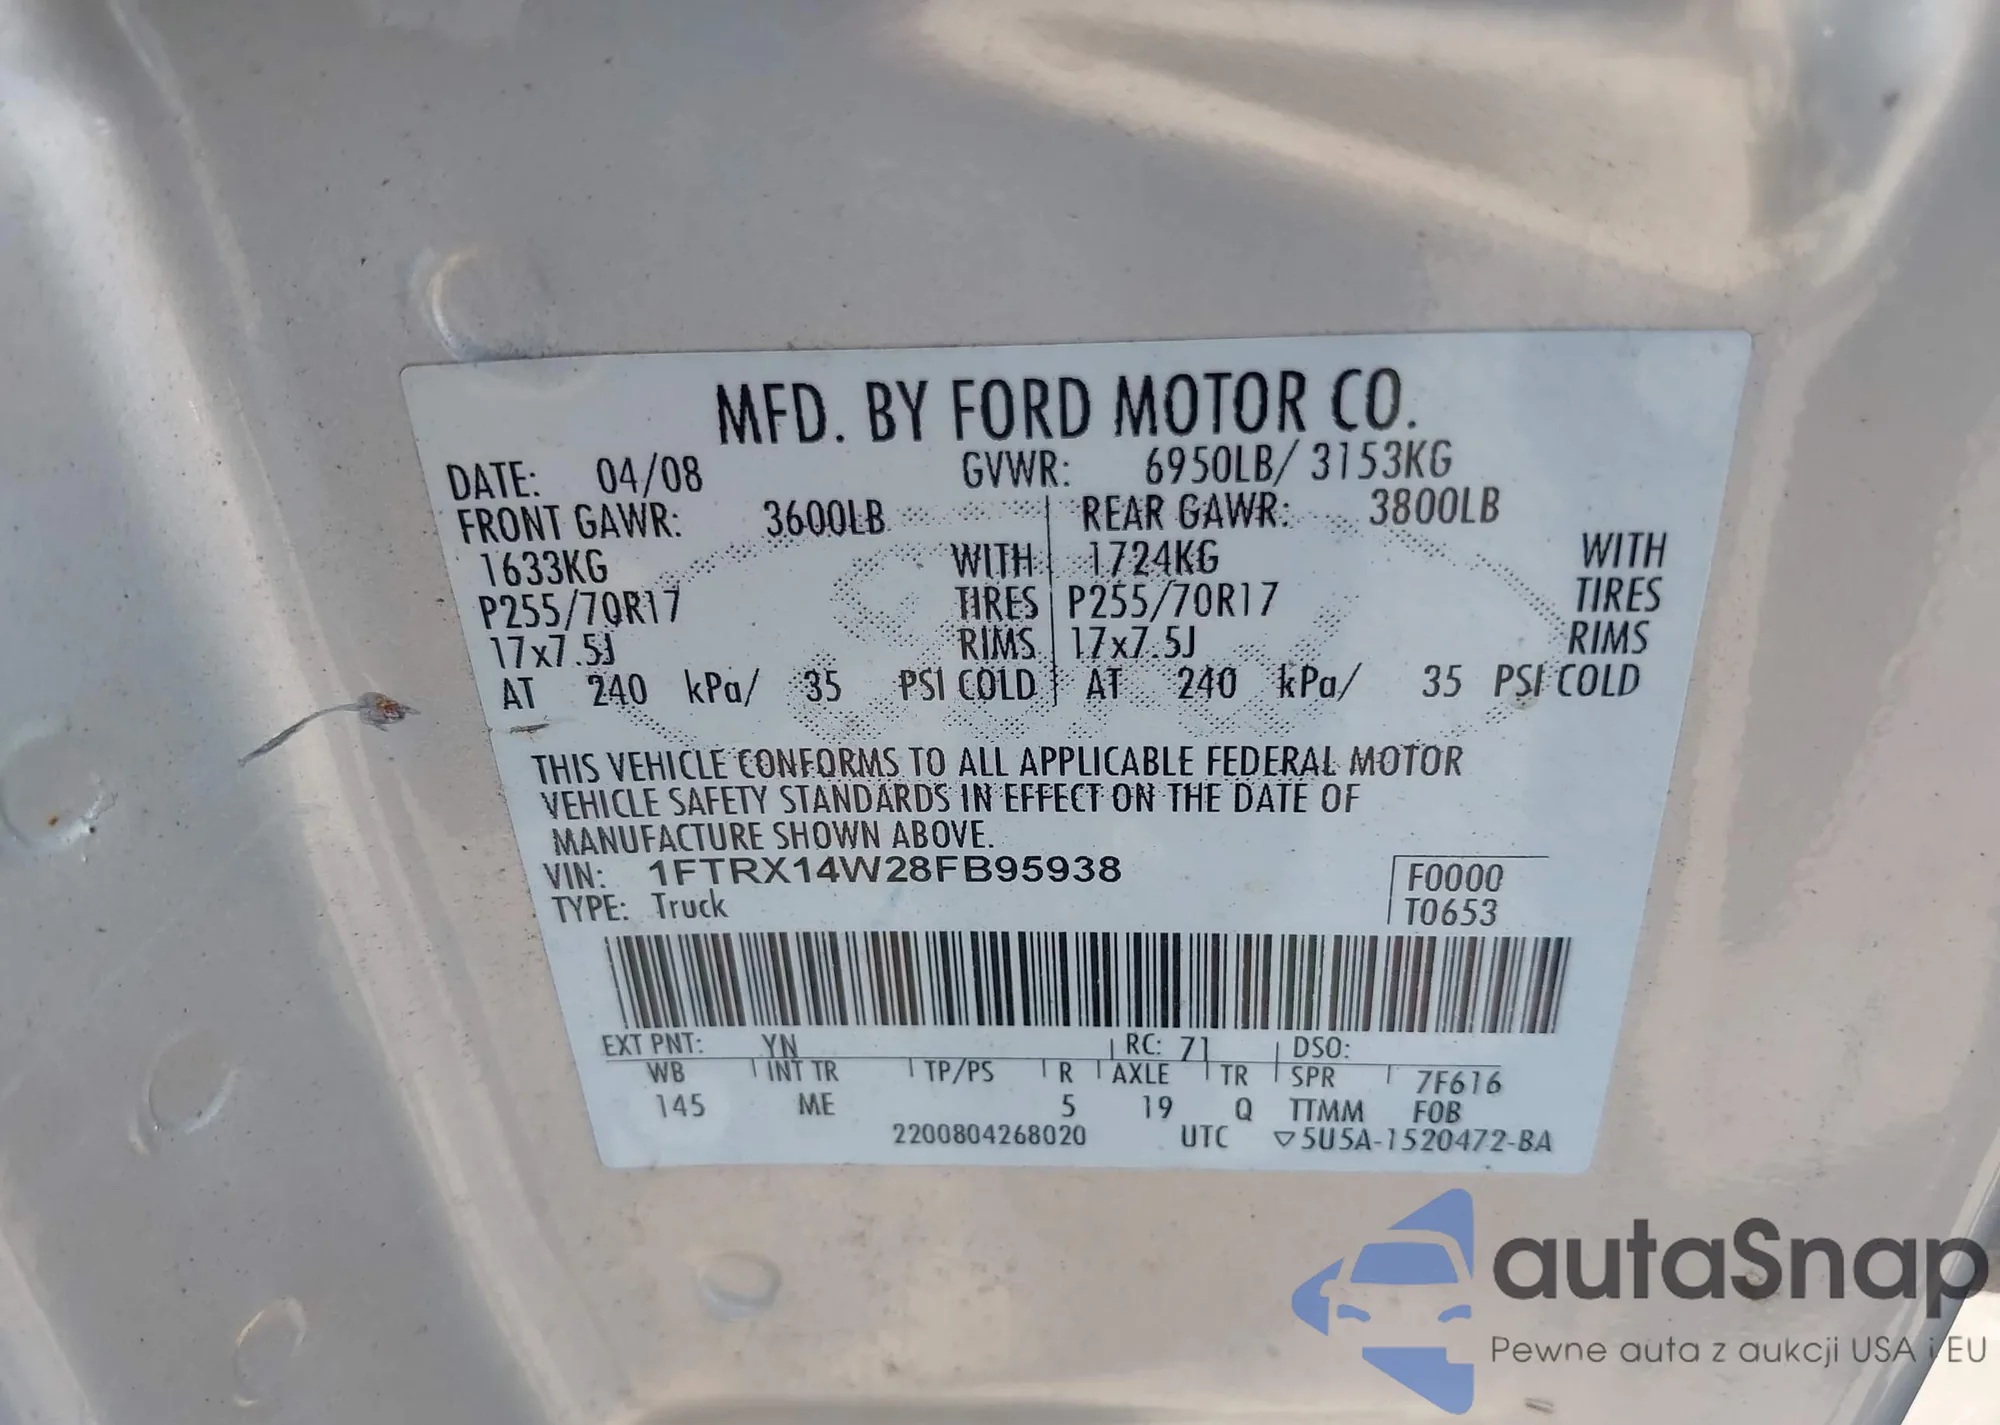 MFD. BY FORD MOTOR CO.
DATE: 04/08 GVWR: 6950LB/ 3153KG
FRONT GAWR: 3600LB REAR GAWR: 3800LB
1633KG WITH 1724KG WITH
P255/70R17 TIRES P255/70R17 TIRES
17x7.5J RIMS 17x7.5J RIMS
AT 240 kPa/ 35 PSI COLD AT 240 kPa/ 35 PSI COLD
THIS VEHICLE CONFORMS TO ALL APPLICABLE FEDERAL MOTOR
VEHICLE SAFETY STANDARDS IN EFFECT ON THE DATE OF
MANUFACTURE SHOWN ABOVE.
VIN: 1FTRX14W28FB95938 F0000
TYPE: Truck T0653
EXT PNT: YN RC: 71 DSO:
WB INT TR TP/PS R AXLE TR SPR 7F616
145 ME 5 19 Q TTMM F0B
2200804268020 UTC ▽5U5A-1520472-BA
autaSnap
Pewne auta z aukcji USA i EU